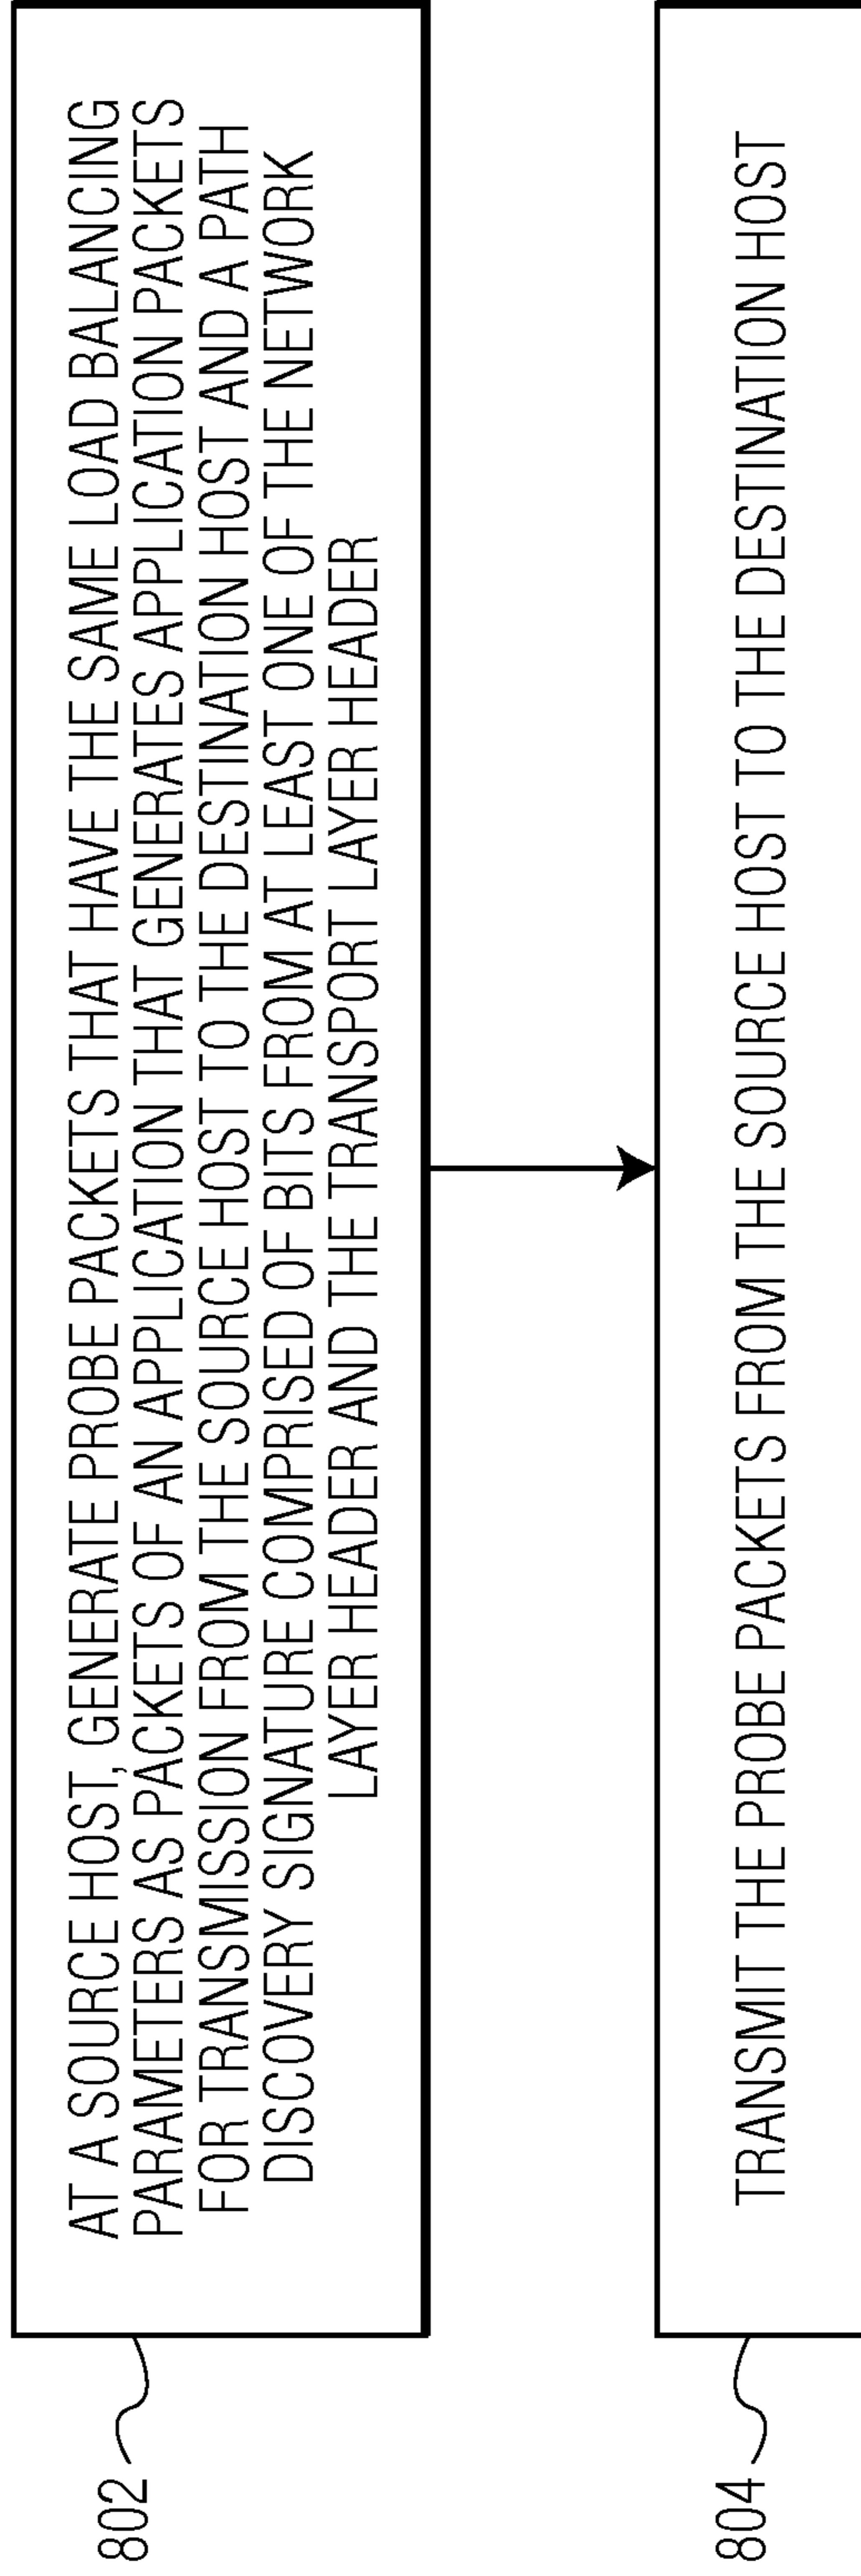 802
AT A SOURCE HOST, GENERATE PROBE PACKETS THAT HAVE THE SAME LOAD BALANCING
PARAMETERS AS PACKETS OF AN APPLICATION THAT GENERATES APPLICATION PACKETS
FOR TRANSMISSION FROM THE SOURCE HOST TO THE DESTINATION HOST AND A PATH
DISCOVERY SIGNATURE COMPRISED OF BITS FROM AT LEAST ONE OF THE NETWORK
LAYER HEADER AND THE TRANSPORT LAYER HEADER
804
TRANSMIT THE PROBE PACKETS FROM THE SOURCE HOST TO THE DESTINATION HOST